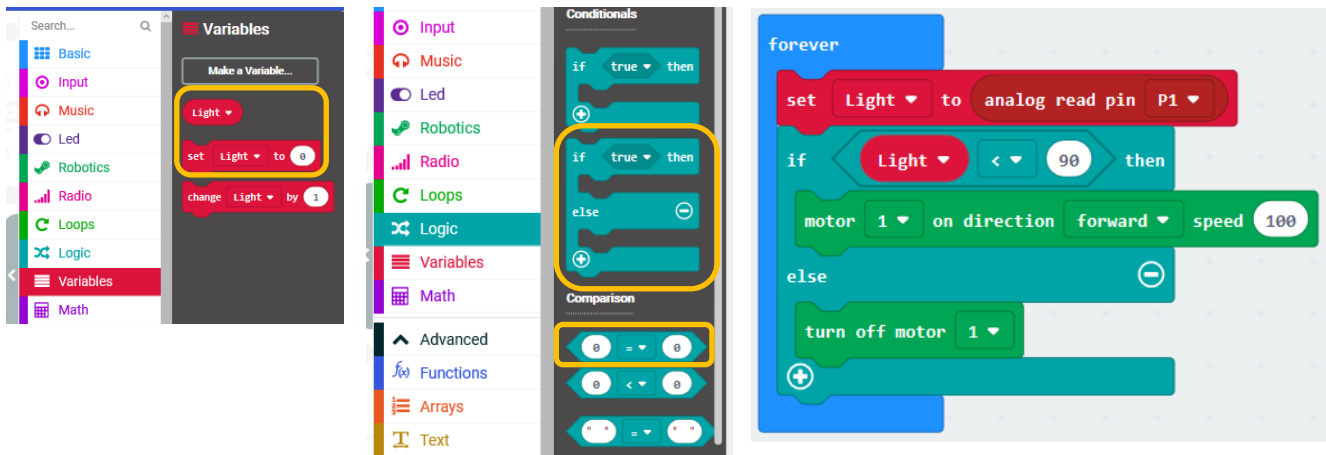 Search...
Basic
Input
Music
Led
Robotics
Radio
Loops
Logic
Variables
Math
Variables
Make a Variable...
Light
set Light to 0
change Light by 1
Input
Music
Led
Robotics
Radio
Loops
Logic
Variables
Math
Advanced
f(x) Functions
Arrays
T Text
Conditionals
if true then
if true then
else
Comparison
0 = 0
0 < 0
" " = " "
forever
set Light to analog read pin P1
if Light < 90 then
motor 1 on direction forward speed 100
else
turn off motor 1